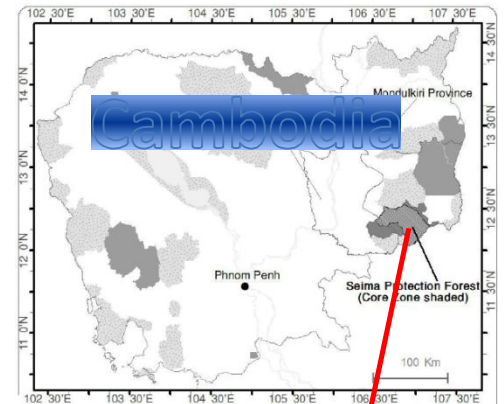 102 30'E 103 30'E 104 30'E 105 30'E 106 30'E 107 30'E
14 30'N
14 0'N
Mondulkiri Province
Cambodia
13 30'N
13 0'N
12 30'N
12 0'N
Phnom Penh
Seima Protection Forest
(Core Zone shaded)
11 30'N
11 0'N
100 Km
102 30'E 103 30'E 104 30'E 105 30'E 106 30'E 107 30'E